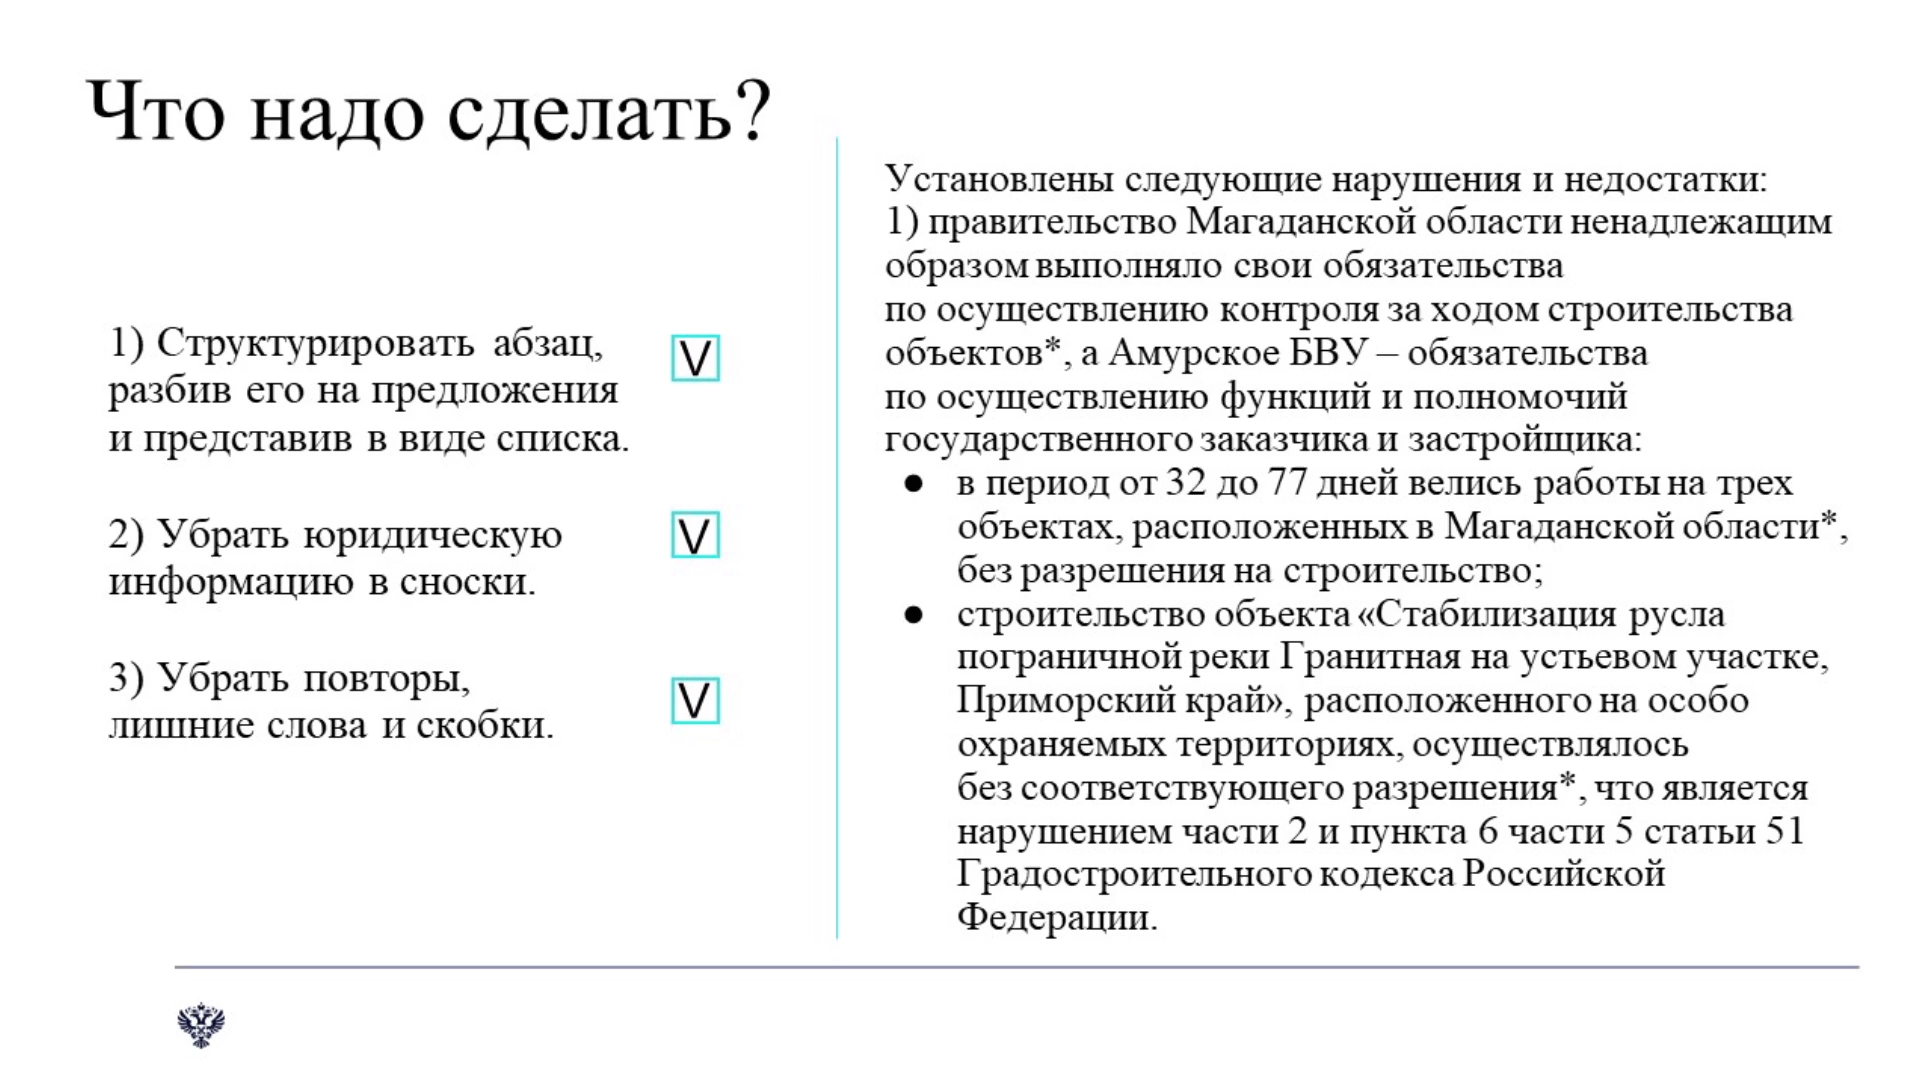 Что надо сделать?
1) Структурировать абзац,
разбив его на предложения
и представив в виде списка.
V
2) Убрать юридическую
информацию в сноски.
V
3) Убрать повторы,
лишние слова и скобки.
V
Установлены следующие нарушения и недостатки:
1) правительство Магаданской области ненадлежащим
образом выполняло свои обязательства
по осуществлению контроля за ходом строительства
объектов*, а Амурское БВУ – обязательства
по осуществлению функций и полномочий
государственного заказчика и застройщика:
● в период от 32 до 77 дней велись работы на трех
объектах, расположенных в Магаданской области*,
без разрешения на строительство;
● строительство объекта «Стабилизация русла
пограничной реки Гранитная на устьевом участке,
Приморский край», расположенного на особо
охраняемых территориях, осуществлялось
без соответствующего разрешения*, что является
нарушением части 2 и пункта 6 части 5 статьи 51
Градостроительного кодекса Российской
Федерации.